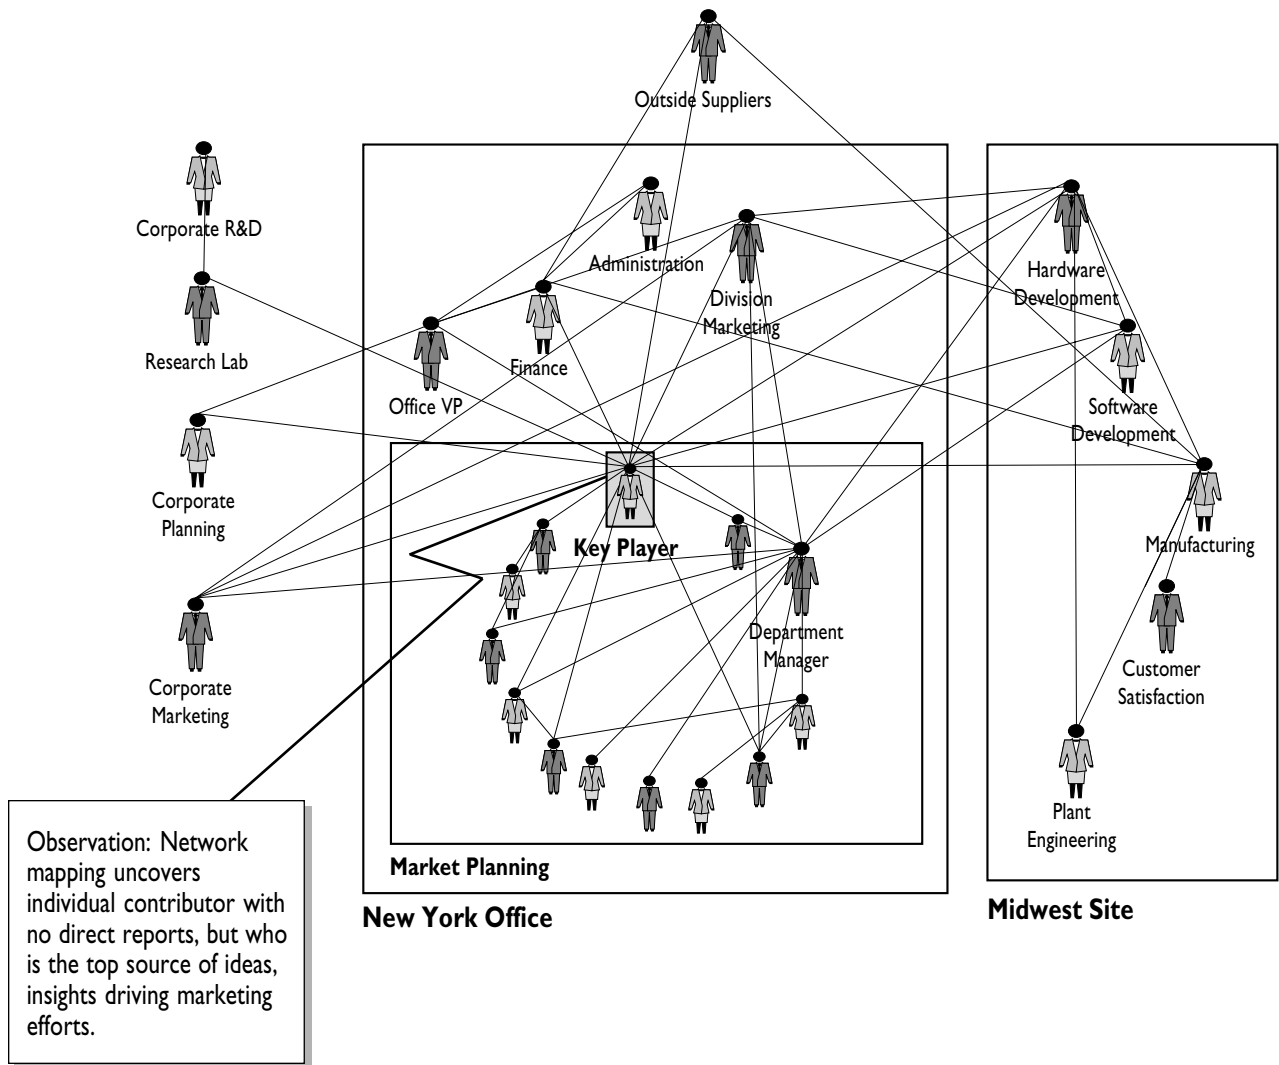 Outside Suppliers
Corporate R&D
Administration
Hardware
Development
Division
Marketing
Research Lab
Finance
Office VP
Software
Development
Corporate
Planning
Key Player
Manufacturing
Department
Manager
Customer
Satisfaction
Corporate
Marketing
Plant
Engineering
Market Planning
New York Office
Midwest Site
Observation: Network
mapping uncovers
individual contributor with
no direct reports, but who
is the top source of ideas,
insights driving marketing
efforts.